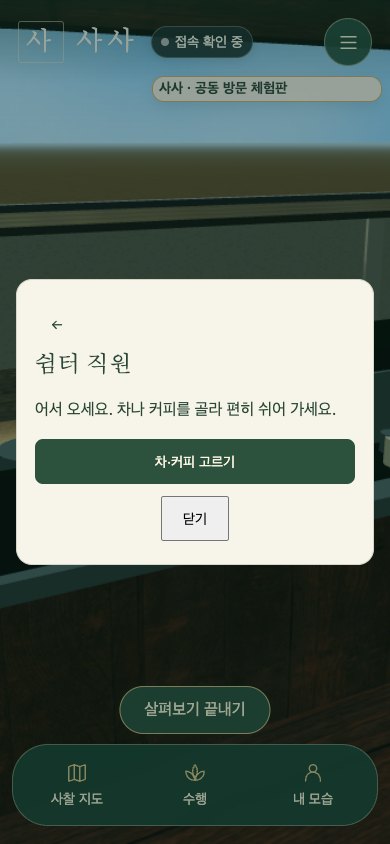 사 사사
접속 확인 중
사사 · 공동 방문 체험판
←
쉼터 직원
어서 오세요. 차나 커피를 골라 편히 쉬어 가세요.
차·커피 고르기
닫기
살펴보기 끝내기
사찰 지도
수행
내 모습